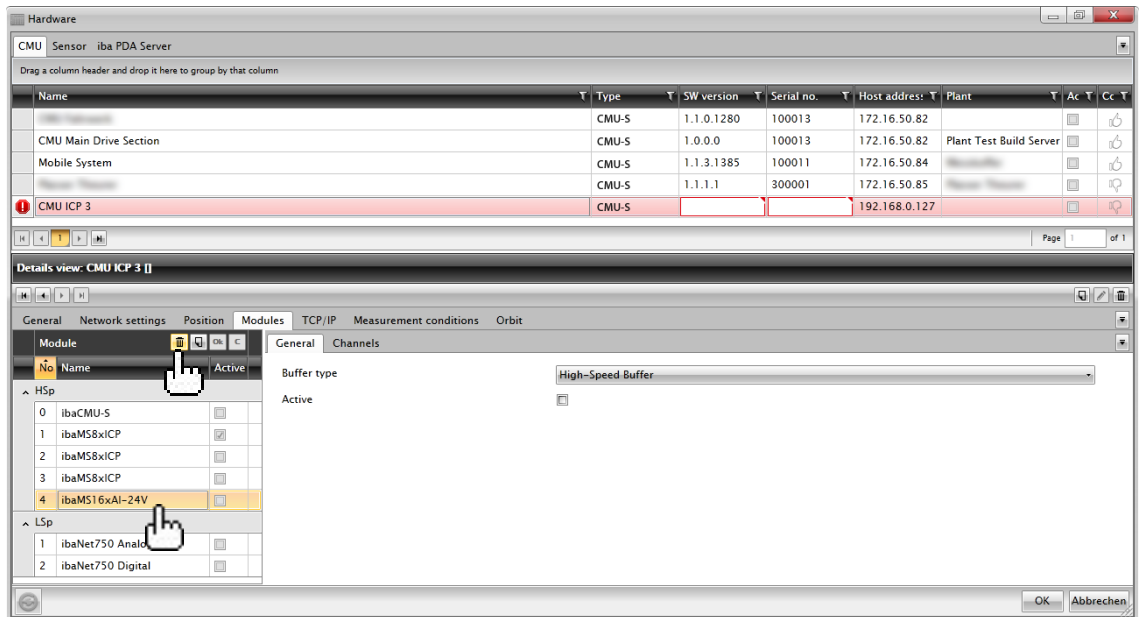 Hardware
CMU Sensor iba PDA Server
Drag a column header and drop it here to group by that column
Name Type SW version Serial no. Host addres: Plant Ac Cc
CMU-S 1.1.0.1280 100013 172.16.50.82
CMU Main Drive Section CMU-S 1.0.0.0 100013 172.16.50.82 Plant Test Build Server
Mobile System CMU-S 1.1.3.1385 100011 172.16.50.84
CMU-S 1.1.1.1 300001 172.16.50.85
CMU ICP 3 CMU-S 192.168.0.127
1 Page 1 of 1
Details view: CMU ICP 3 []
General Network settings Position Modules TCP/IP Measurement conditions Orbit
Module Ok C General Channels
No Name Active
Buffer type High-Speed Buffer
Active
HSp
0 ibaCMU-S
1 ibaMS8xICP
2 ibaMS8xICP
3 ibaMS8xICP
4 ibaMS16xAI-24V
LSp
1 ibaNet750 Analo
2 ibaNet750 Digital
OK Abbrechen